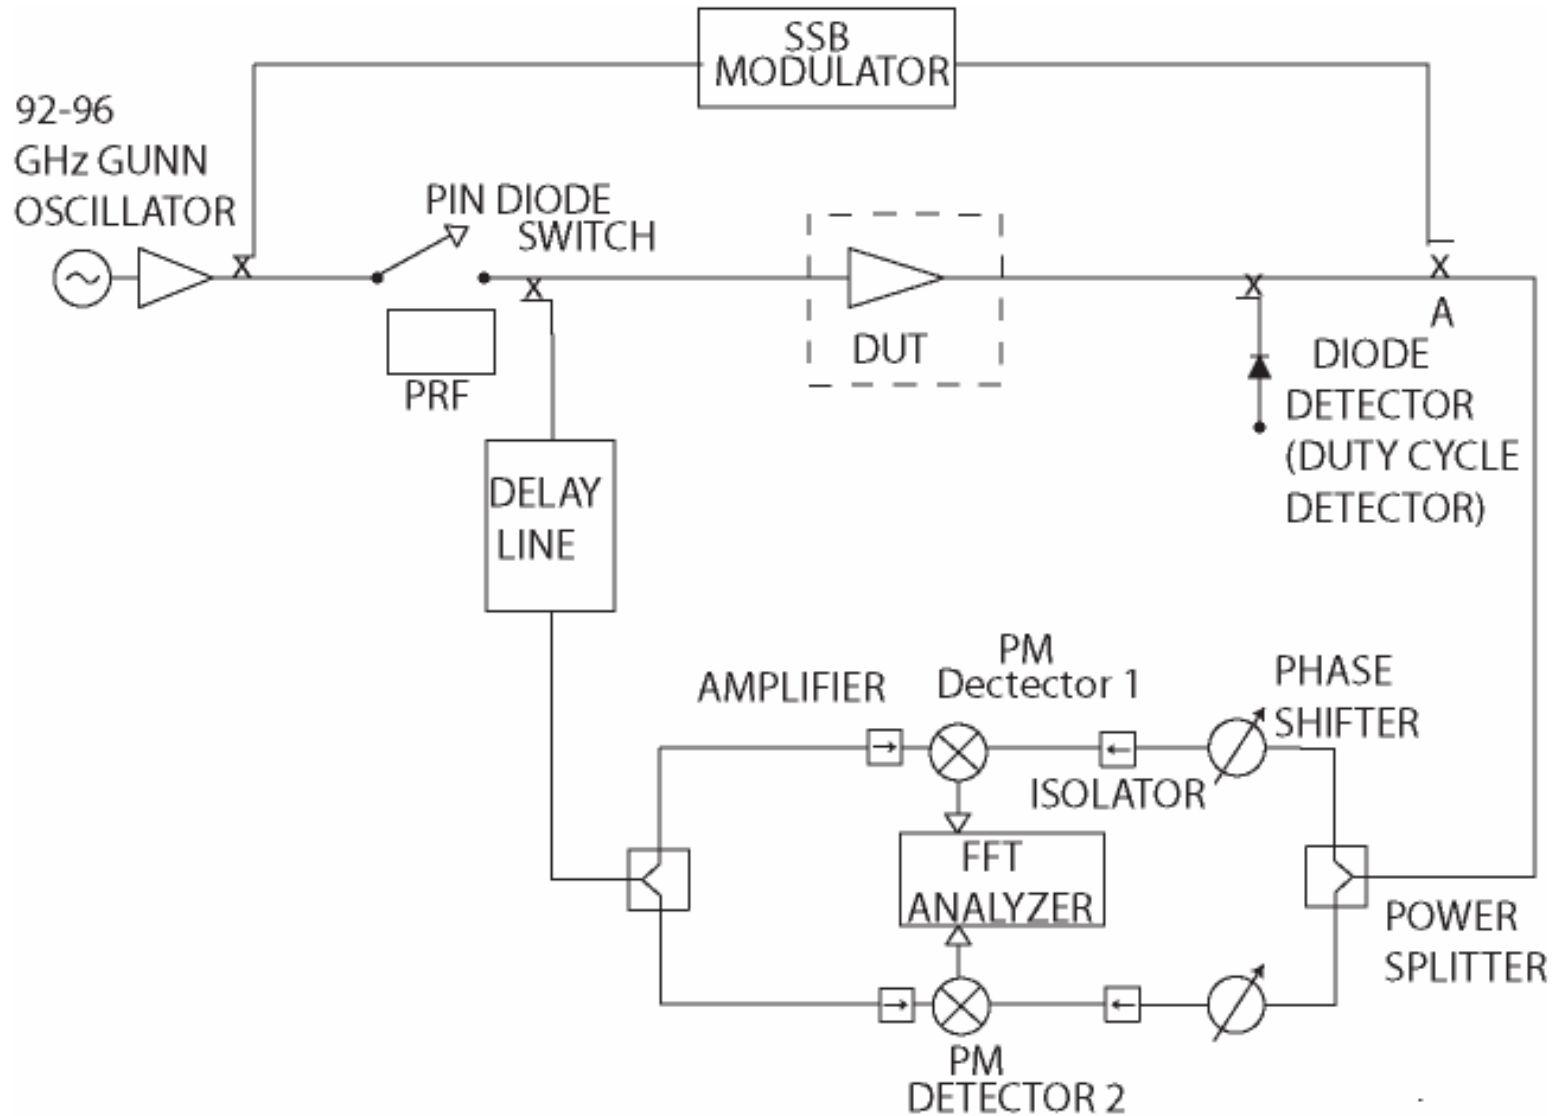 SSB
MODULATOR
92-96
GHz GUNN
OSCILLATOR
PIN DIODE
SWITCH
PRF
DUT
A
DIODE
DETECTOR
(DUTY CYCLE
DETECTOR)
DELAY
LINE
AMPLIFIER
PM
Dectector 1
PHASE
SHIFTER
ISOLATOR
FFT
ANALYZER
POWER
SPLITTER
PM
DETECTOR 2